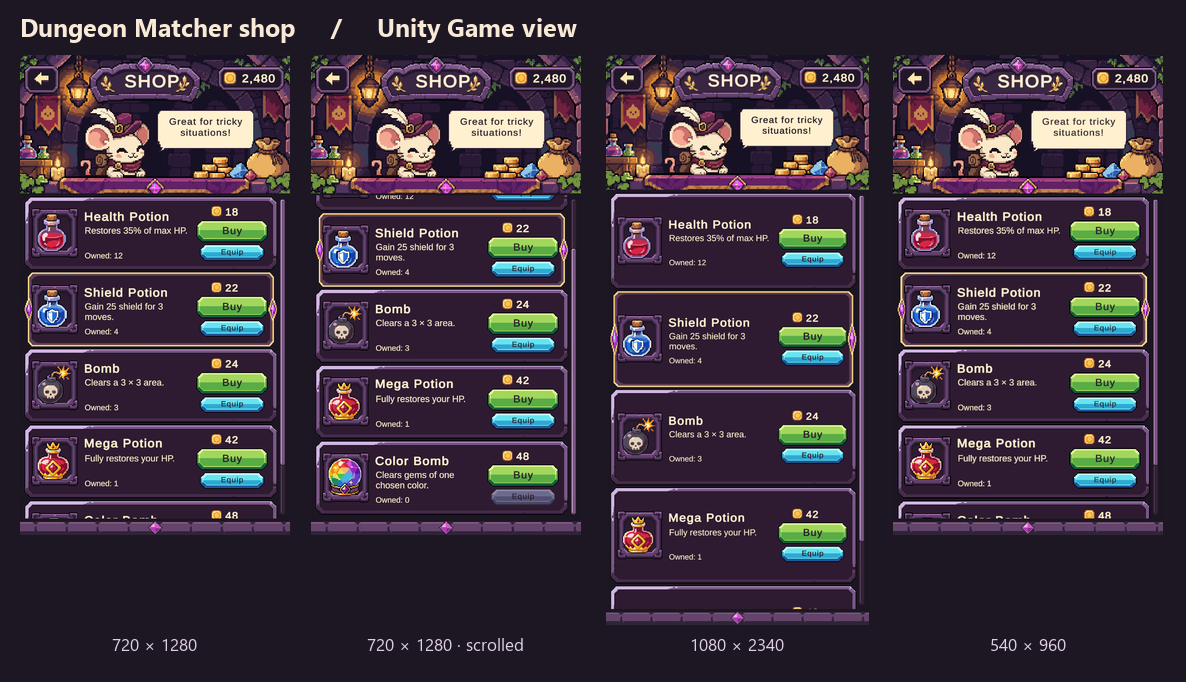 Dungeon Matcher shop / Unity Game view
SHOP
2,480
Great for tricky
situations!
Health Potion
Restores 35% of max HP.
Owned: 12
18
Buy
Equip
Shield Potion
Gain 25 shield for 3
moves.
Owned: 4
22
Buy
Equip
Bomb
Clears a 3 × 3 area.
Owned: 3
24
Buy
Equip
Mega Potion
Fully restores your HP.
Owned: 1
42
Buy
Equip
Color Bomb
48
720 × 1280
SHOP
2,480
Great for tricky
situations!
Owned: 12
Shield Potion
Gain 25 shield for 3
moves.
Owned: 4
22
Buy
Equip
Bomb
Clears a 3 × 3 area.
Owned: 3
24
Buy
Equip
Mega Potion
Fully restores your HP.
Owned: 1
42
Buy
Equip
Color Bomb
Clears gems of one
chosen color.
Owned: 0
48
Buy
Equip
720 × 1280 · scrolled
SHOP
2,480
Great for tricky
situations!
Health Potion
Restores 35% of max HP.
Owned: 12
18
Buy
Equip
Shield Potion
Gain 25 shield for 3
moves.
Owned: 4
22
Buy
Equip
Bomb
Clears a 3 × 3 area.
Owned: 3
24
Buy
Equip
Mega Potion
Fully restores your HP.
Owned: 1
42
Buy
Equip
1080 × 2340
SHOP
2,480
Great for tricky
situations!
Health Potion
Restores 35% of max HP.
Owned: 12
18
Buy
Equip
Shield Potion
Gain 25 shield for 3
moves.
Owned: 4
22
Buy
Equip
Bomb
Clears a 3 × 3 area.
Owned: 3
24
Buy
Equip
Mega Potion
Fully restores your HP.
Owned: 1
42
Buy
Equip
Color Bomb
48
540 × 960